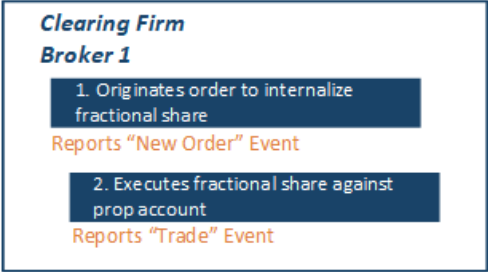 Clearing Firm
Broker 1
1. Originates order to internalize
fractional share
Reports “New Order” Event
2. Executes fractional share against
prop account
Reports “Trade” Event